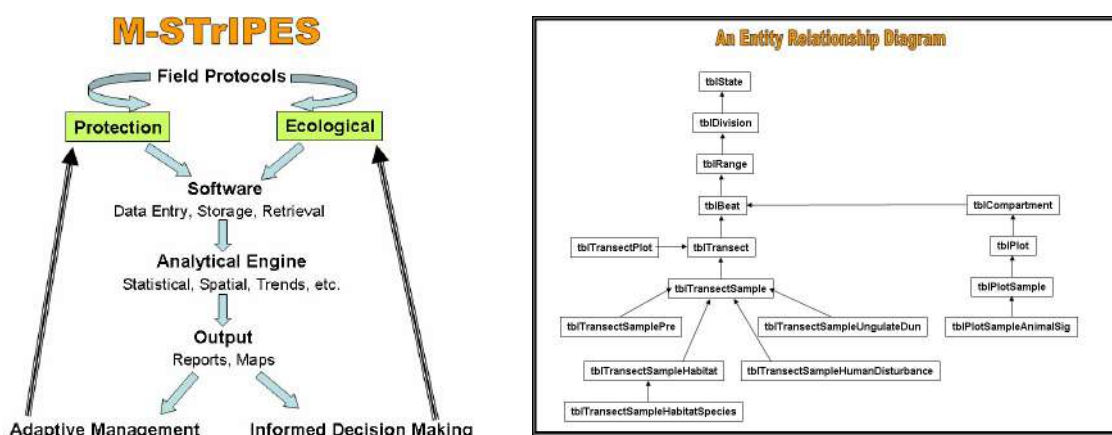 M-STrIPES
Field Protocols
Protection
Ecological
Software
Data Entry, Storage, Retrieval
Analytical Engine
Statistical, Spatial, Trends, etc.
Output
Reports, Maps
Adaptive Management
Informed Decision Making
An Entity Relationship Diagram
tblState
tblDivision
tblRange
tblBeat
tblCompartment
tblTransectPlot
tblTransect
tblPlot
tblTransectSample
tblPlotSample
tblTransectSamplePre
tblTransectSampleUngulateDun
tblPlotSampleAnimalSig
tblTransectSampleHabitat
tblTransectSampleHumanDisturbance
tblTransectSampleHabitatSpecies